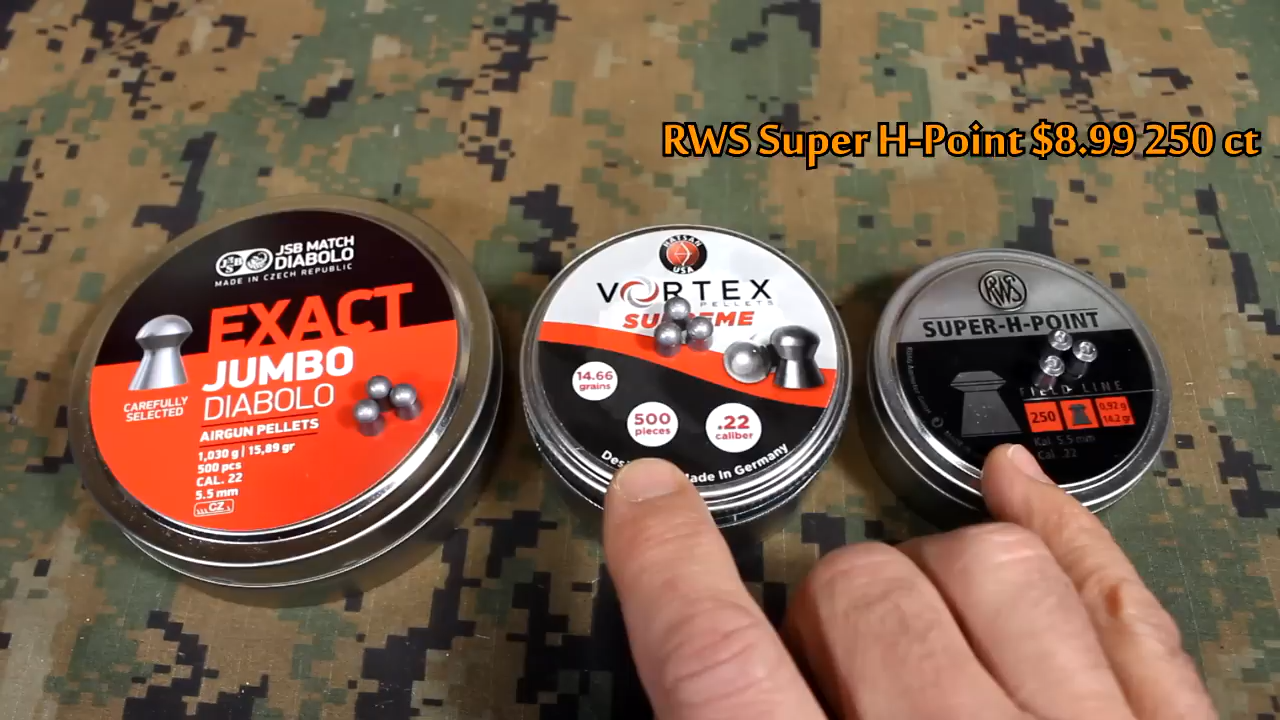 RWS Super H-Point $8.99 250 ct
JSB MATCH
DIABOLO
MADE IN CZECH REPUBLIC
EXACT
JUMBO
DIABOLO
CAREFULLY
SELECTED
AIRGUN PELLETS
1,030 g | 15,89 gr
500 pcs
CAL. 22
5.5 mm
CZ
HATSAN
USA
VORTEX
PELLETS
14.66
grains
500
pieces
.22
caliber
Made in Germany
RWS
SUPER-H-POINT
FIELD LINE
250
0,92 g
14,2 gr
Kal 5.5 mm
Cal .22